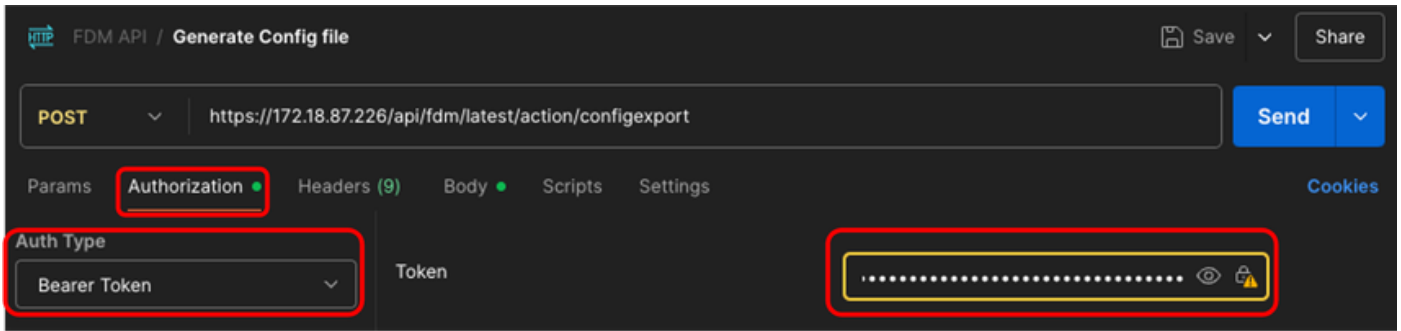 HTTP FDM API / Generate Config file Save Share
POST https://172.18.87.226/api/fdm/latest/action/configexport Send
Params Authorization Headers (9) Body Scripts Settings Cookies
Auth Type
Bearer Token
Token